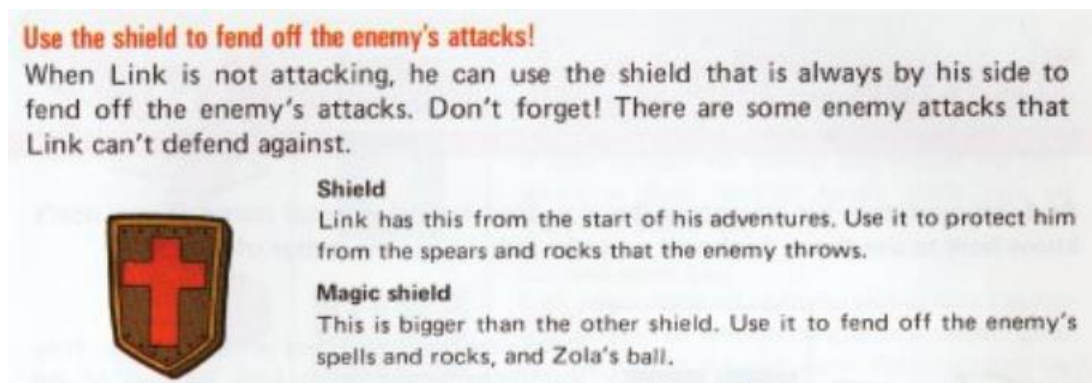 Use the shield to fend off the enemy's attacks!
When Link is not attacking, he can use the shield that is always by his side to
fend off the enemy's attacks. Don't forget! There are some enemy attacks that
Link can't defend against.
Shield
Link has this from the start of his adventures. Use it to protect him
from the spears and rocks that the enemy throws.
Magic shield
This is bigger than the other shield. Use it to fend off the enemy's
spells and rocks, and Zola's ball.